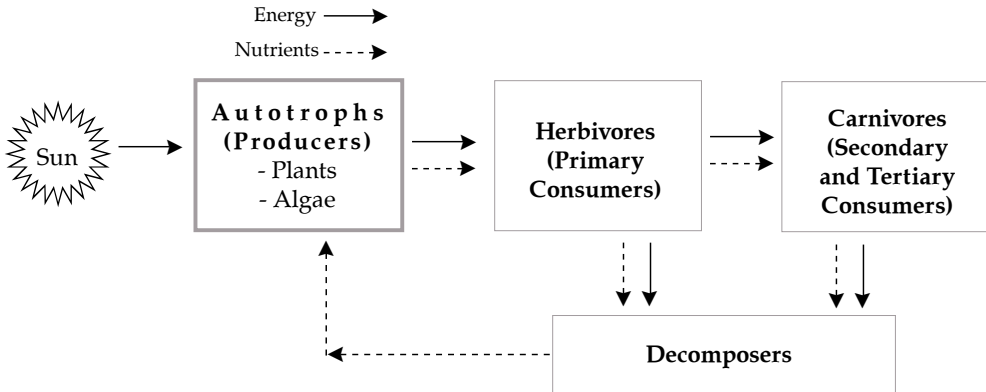 Energy
Nutrients
Sun
Autotrophs
(Producers)
- Plants
- Algae
Herbivores
(Primary
Consumers)
Carnivores
(Secondary
and Tertiary
Consumers)
Decomposers